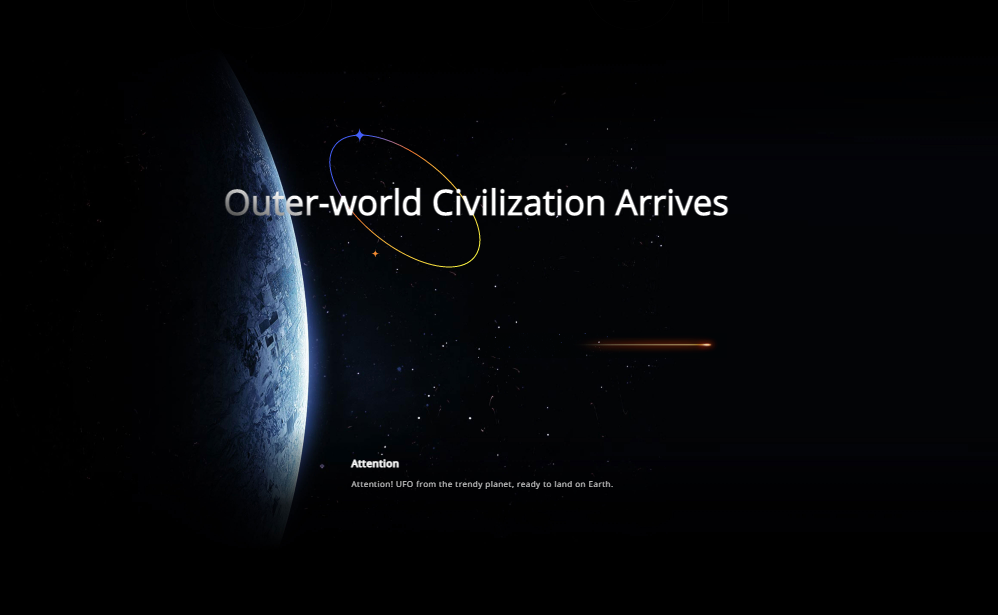 Outer-world Civilization Arrives
Attention
Attention! UFO from the trendy planet, ready to land on Earth.